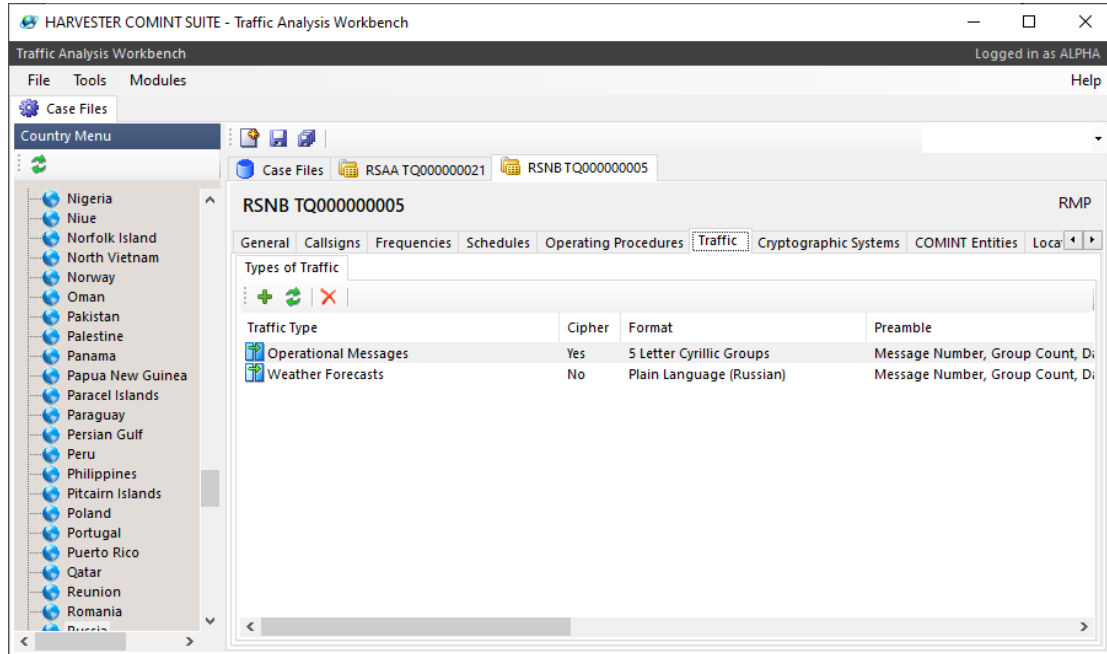 HARVESTER COMINT SUITE - Traffic Analysis Workbench
Traffic Analysis Workbench Logged in as ALPHA
File Tools Modules Help
Case Files
Country Menu
Case Files RSAA TQ000000021 RSNB TQ000000005
RSNB TQ000000005 RMP
General Callsigns Frequencies Schedules Operating Procedures Traffic Cryptographic Systems COMINT Entities
Types of Traffic
Traffic Type Cipher Format Preamble
Operational Messages Yes 5 Letter Cyrillic Groups Message Number, Group Count,
Weather Forecasts No Plain Language (Russian) Message Number, Group Count,
Nigeria
Niue
Norfolk Island
North Vietnam
Norway
Oman
Pakistan
Palestine
Panama
Papua New Guinea
Paracel Islands
Paraguay
Persian Gulf
Peru
Philippines
Pitcairn Islands
Poland
Portugal
Puerto Rico
Qatar
Reunion
Romania